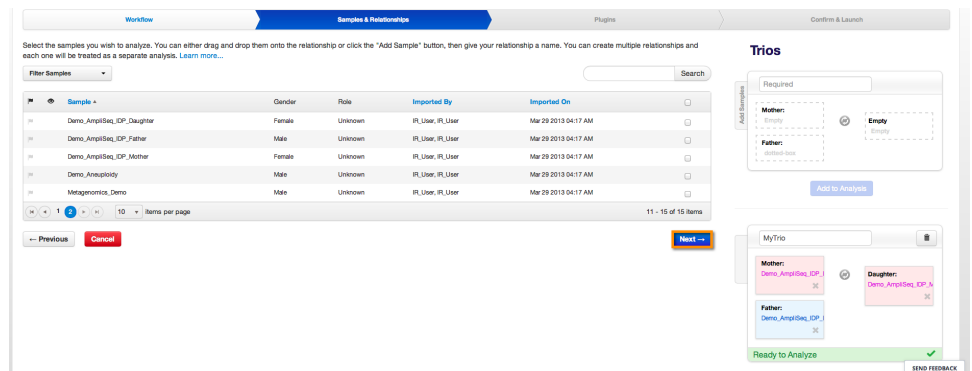 Workflow
Samples & Relationships
Plugins
Confirm & Launch
Select the samples you wish to analyze. You can either drag and drop them onto the relationship or click the "Add Sample" button, then give your relationship a name. You can create multiple relationships and
each one will be treated as a separate analysis. Learn more...
Filter Samples
Search
Sample
Gender
Role
Imported By
Imported On
Demo_AmpliSeq_IDP_Daughter
Female
Unknown
IR_User, IR_User
Mar 29 2013 04:17 AM
Demo_AmpliSeq_IDP_Father
Male
Unknown
IR_User, IR_User
Mar 29 2013 04:17 AM
Demo_AmpliSeq_IDP_Mother
Female
Unknown
IR_User, IR_User
Mar 29 2013 04:17 AM
Demo_Aneuploidy
Male
Unknown
IR_User, IR_User
Mar 29 2013 04:17 AM
Metagenomics_Demo
Male
Unknown
IR_User, IR_User
Mar 29 2013 04:17 AM
1
2
10
items per page
11 - 15 of 15 items
← Previous
Cancel
Next →
Trios
Add Samples
Required
Mother:
Empty
Empty
Empty
Father:
Add to Analysis
MyTrio
Mother:
Demo_AmpliSeq_IDP_
Daughter:
Demo_AmpliSeq_IDP_M
Father:
Demo_AmpliSeq_IDP_
Ready to Analyze
SEND FEEDBACK